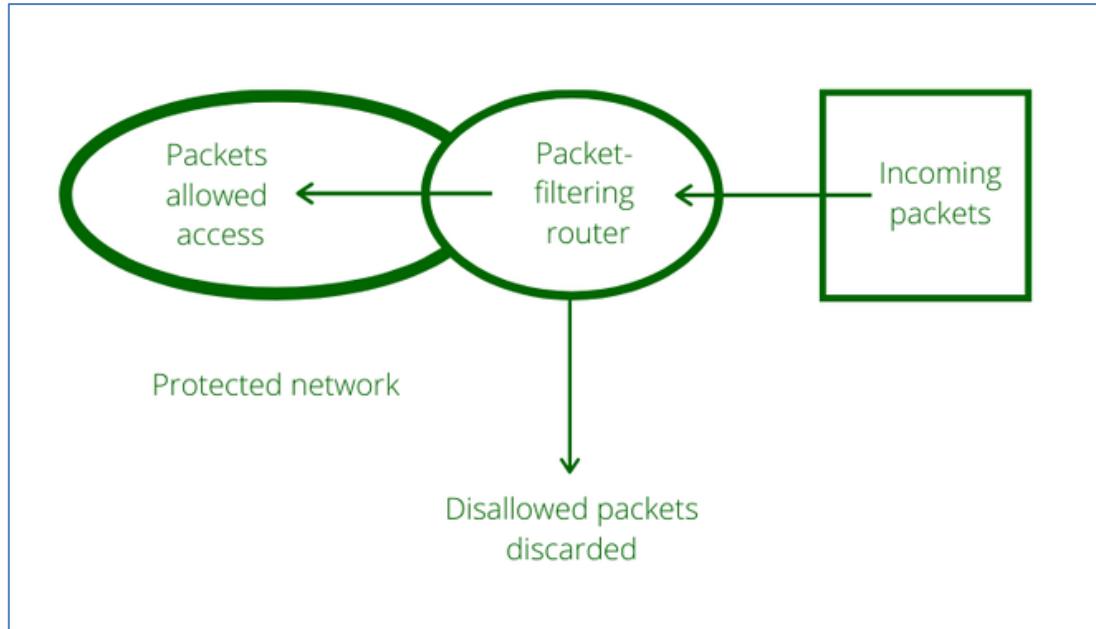 Packets
allowed
access
Packet-
filtering
router
Incoming
packets
Protected network
Disallowed packets
discarded